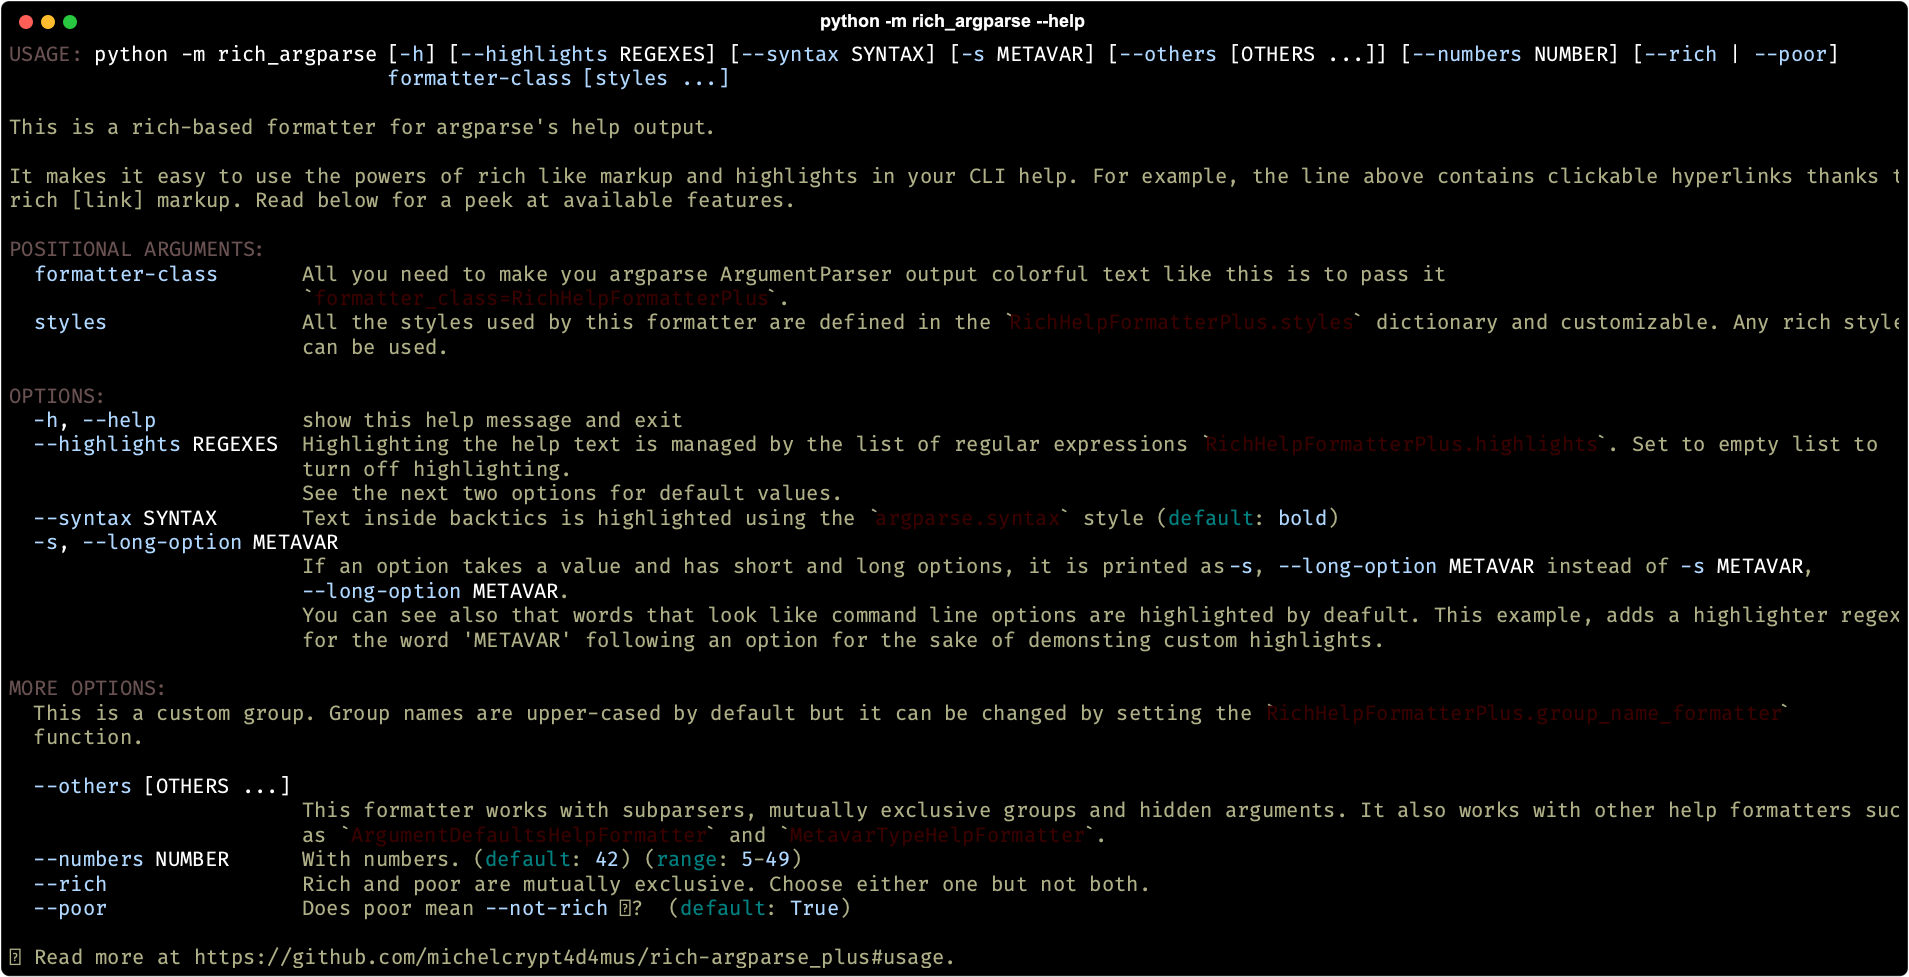 python -m rich_argparse --help
USAGE: python -m rich_argparse [-h] [--highlights REGEXES] [--syntax SYNTAX] [-s METAVAR] [--others [OTHERS ...]] [--numbers NUMBER] [--rich | --poor]
formatter-class [styles ...]
This is a rich-based formatter for argparse's help output.
It makes it easy to use the powers of rich like markup and highlights in your CLI help. For example, the line above contains clickable hyperlinks thanks t
rich [link] markup. Read below for a peek at available features.
POSITIONAL ARGUMENTS:
formatter-class All you need to make you argparse ArgumentParser output colorful text like this is to pass it
`formatter_class=RichHelpFormatterPlus`.
styles All the styles used by this formatter are defined in the `RichHelpFormatterPlus.styles` dictionary and customizable. Any rich style
can be used.
OPTIONS:
-h, --help show this help message and exit
--highlights REGEXES Highlighting the help text is managed by the list of regular expressions `RichHelpFormatterPlus.highlights`. Set to empty list to
turn off highlighting.
See the next two options for default values.
--syntax SYNTAX Text inside backtics is highlighted using the `argparse.syntax` style (default: bold)
-s, --long-option METAVAR
If an option takes a value and has short and long options, it is printed as -s, --long-option METAVAR instead of -s METAVAR,
--long-option METAVAR.
You can see also that words that look like command line options are highlighted by deafult. This example, adds a highlighter regex
for the word 'METAVAR' following an option for the sake of demonsting custom highlights.
MORE OPTIONS:
This is a custom group. Group names are upper-cased by default but it can be changed by setting the `RichHelpFormatterPlus.group_name_formatter`
function.
--others [OTHERS ...]
This formatter works with subparsers, mutually exclusive groups and hidden arguments. It also works with other help formatters suc
as `ArgumentDefaultsHelpFormatter` and `MetavarTypeHelpFormatter`.
--numbers NUMBER With numbers. (default: 42) (range: 5-49)
--rich Rich and poor are mutually exclusive. Choose either one but not both.
--poor Does poor mean --not-rich ? (default: True)
Read more at https://github.com/michelcrypt4d4mus/rich-argparse_plus#usage.